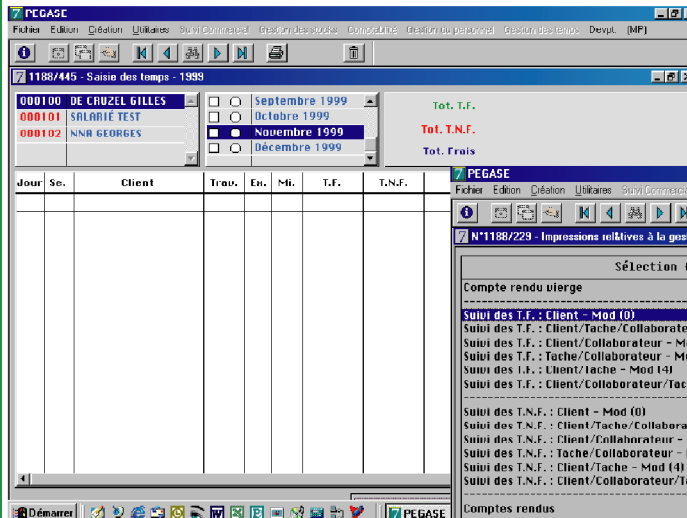 PEGASE
Fichier Edition Création Utilitaires Suivi Commercial Gestion des stocks Comptabilité Gestion du personnel Gestion des temps Devpt. (MF)
1188/445 - Saisie des temps - 1999
000100 DE CRUZEL GILLES
000101 SALARIÉ TEST
000102 NNA GEORGES
Septembre 1999
Octobre 1999
Novembre 1999
Décembre 1999
Tot. T.F.
Tot. T.N.F.
Tot. Frais
Jour Se. Client Trav. En. Mi. T.F. T.N.F.
PEGASE
Fichier Edition Création Utilitaires Suivi Commerci
N°1188/229 - Impressions relatives à la ges
Sélection
Compte rendu vierge
Suivi des T.F. : Client - Mod (0)
Suivi des T.F. : Client/Tache/Collaborate
Suivi des T.F. : Client/Collaborateur - M
Suivi des T.F. : Tache/Collaborateur - M
Suivi des T.F. : Client/Tache - Mod (4)
Suivi des T.F. : Client/Collaborateur/Tac
Suivi des T.N.F. : Client - Mod (0)
Suivi des T.N.F. : Client/Tache/Collabora
Suivi des T.N.F. : Client/Collaborateur -
Suivi des T.N.F. : Tache/Collaborateur -
Suivi des T.N.F. : Client/Tache - Mod (4)
Suivi des T.N.F. : Client/Collaborateur/T
Comptes rendus
Démarrer PEGASE